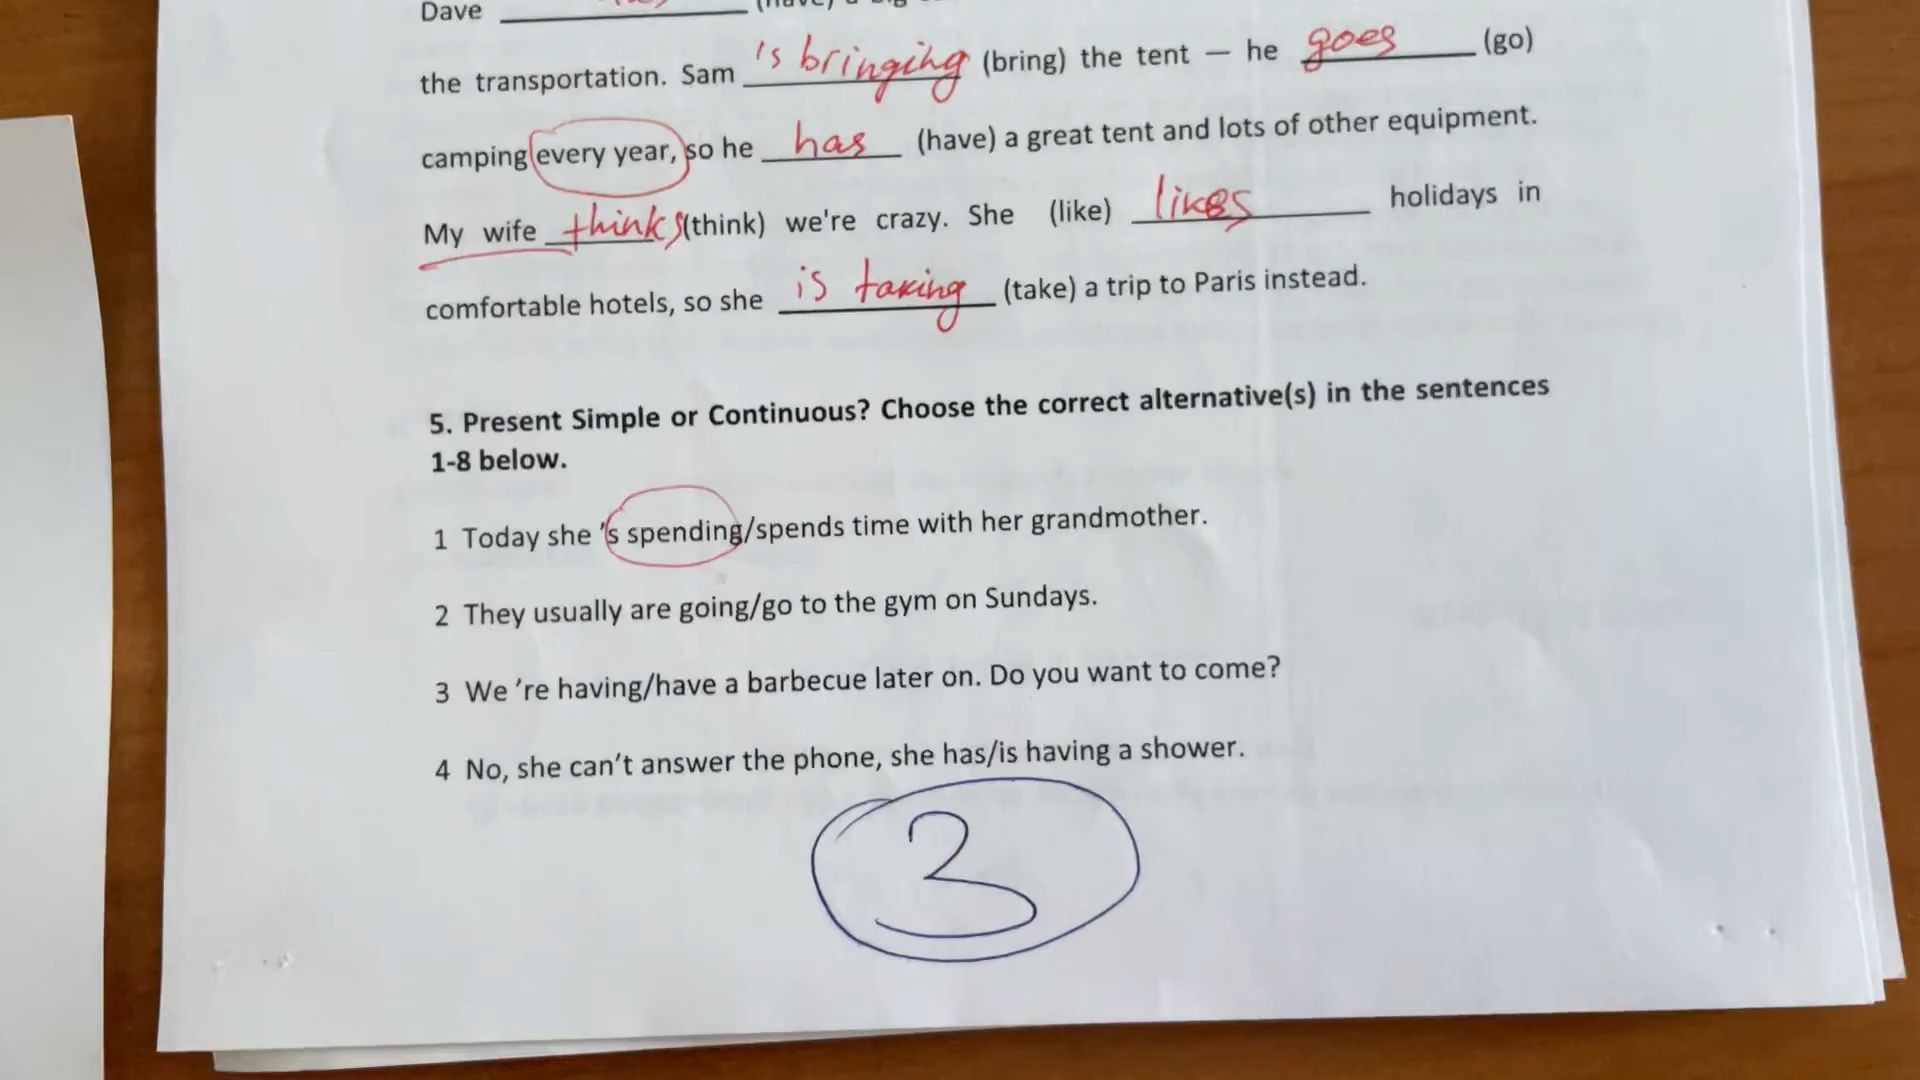 Dave
the transportation. Sam 's bringing (bring) the tent — he goes (go)
camping every year, so he has (have) a great tent and lots of other equipment.
My wife thinks (think) we're crazy. She (like) likes holidays in
comfortable hotels, so she is taking (take) a trip to Paris instead.
5. Present Simple or Continuous? Choose the correct alternative(s) in the sentences
1-8 below.
1 Today she 's spending/spends time with her grandmother.
2 They usually are going/go to the gym on Sundays.
3 We 're having/have a barbecue later on. Do you want to come?
4 No, she can't answer the phone, she has/is having a shower.
3